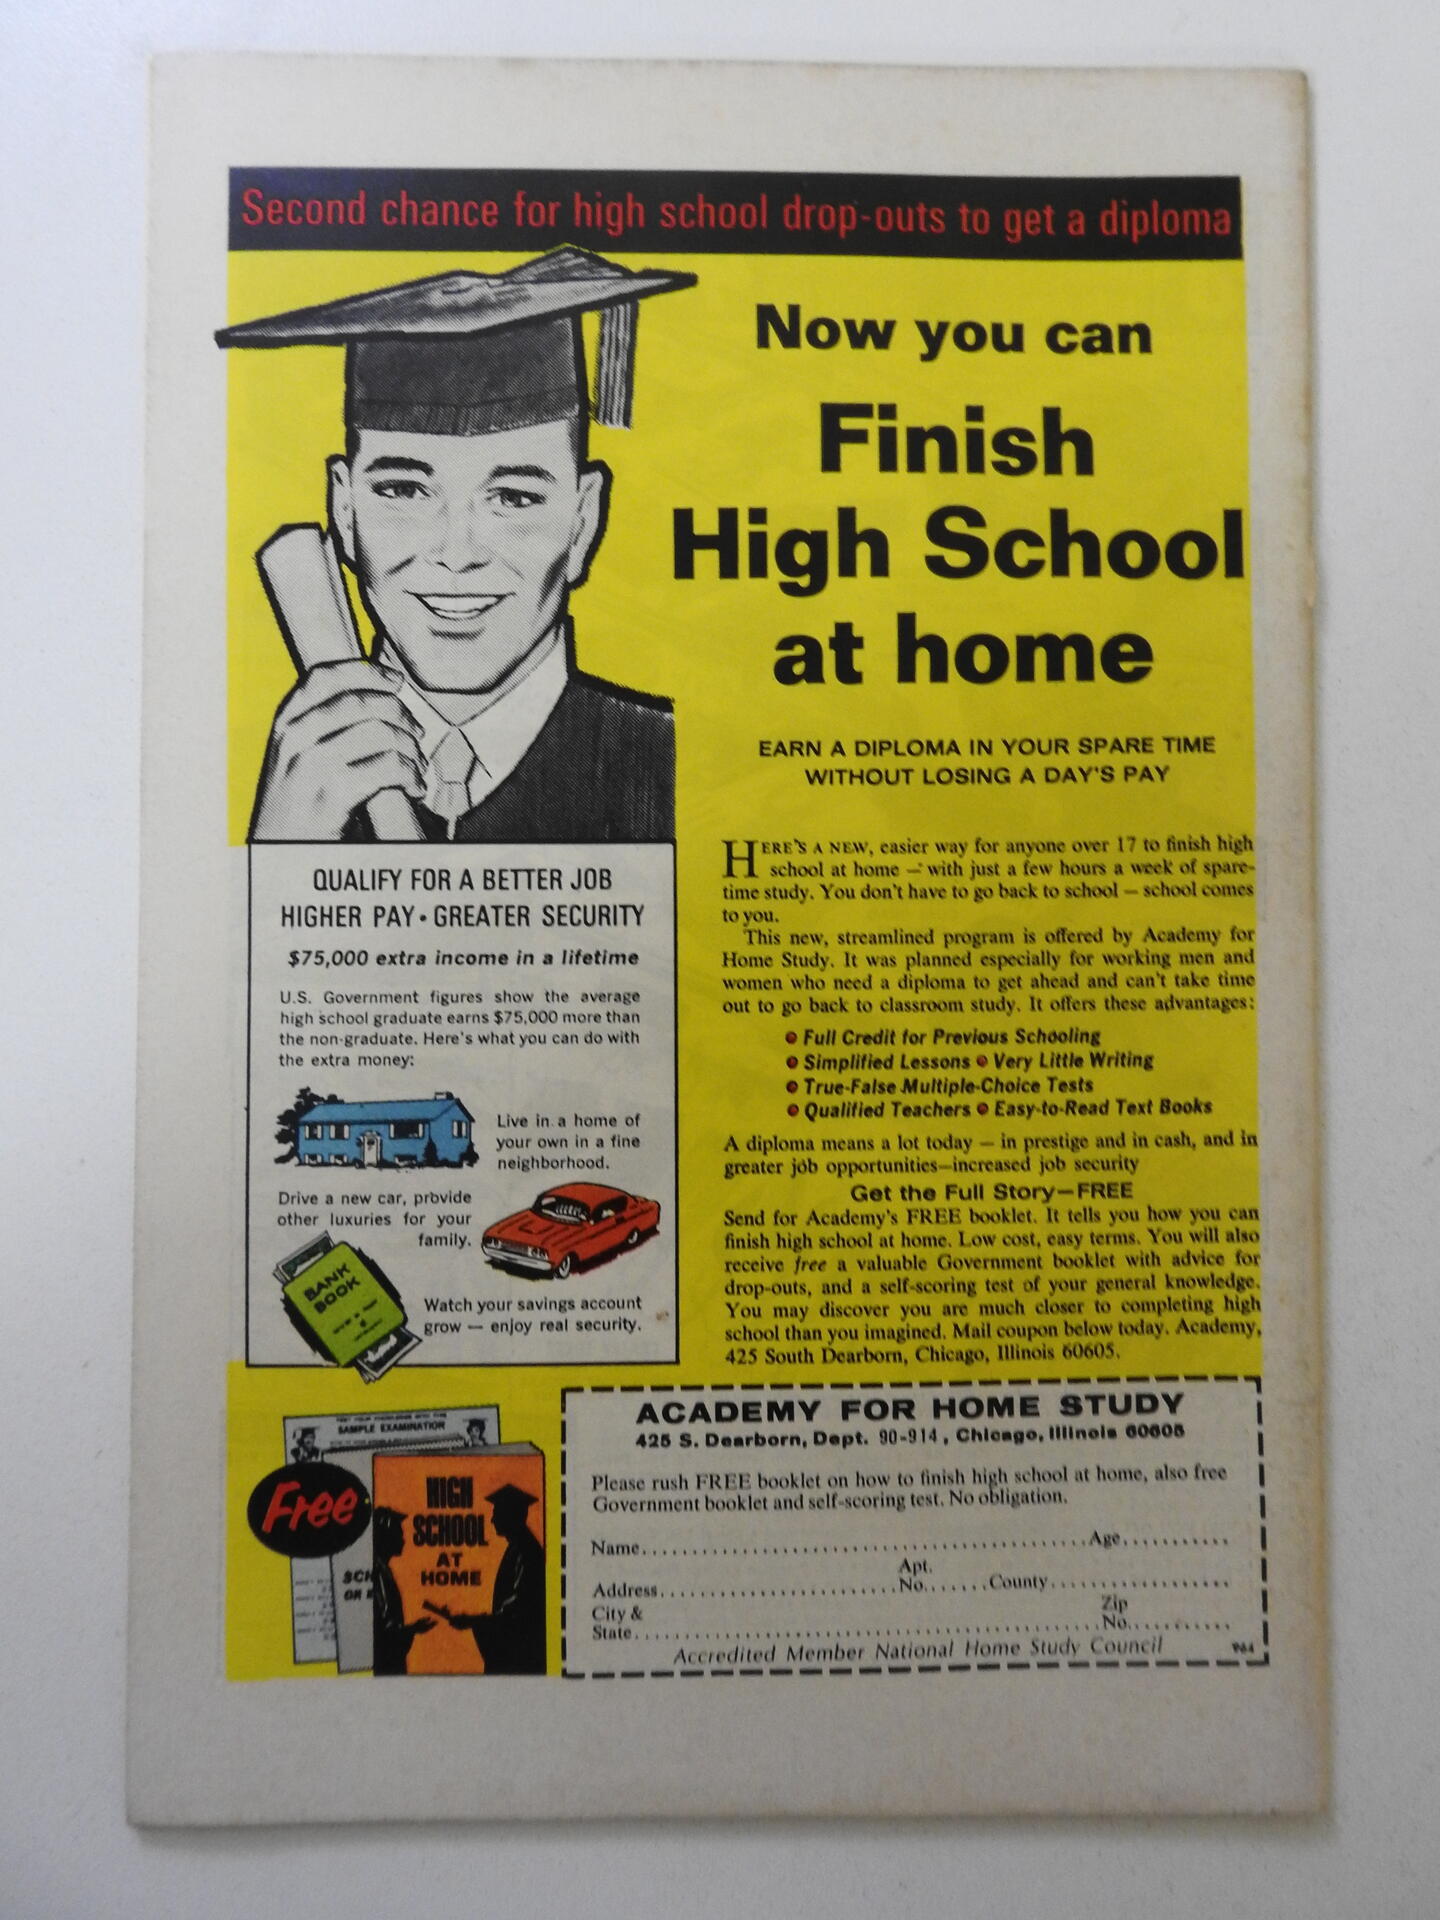 Second chance for high school drop-outs to get a diploma
Now you can
Finish
High School
at home
EARN A DIPLOMA IN YOUR SPARE TIME
WITHOUT LOSING A DAY'S PAY
HERE'S A NEW, easier way for anyone over 17 to finish high
school at home — with just a few hours a week of spare-
time study. You don't have to go back to school — school comes
to you.
This new, streamlined program is offered by Academy for
Home Study. It was planned especially for working men and
women who need a diploma to get ahead and can't take time
out to go back to classroom study. It offers these advantages:
• Full Credit for Previous Schooling
• Simplified Lessons • Very Little Writing
• True-False Multiple-Choice Tests
• Qualified Teachers • Easy-to-Read Text Books
A diploma means a lot today — in prestige and in cash, and in
greater job opportunities—increased job security
Get the Full Story—FREE
Send for Academy's FREE booklet. It tells you how you can
finish high school at home. Low cost, easy terms. You will also
receive free a valuable Government booklet with advice for
drop-outs, and a self-scoring test of your general knowledge.
You may discover you are much closer to completing high
school than you imagined. Mail coupon below today. Academy,
425 South Dearborn, Chicago, Illinois 60605.
QUALIFY FOR A BETTER JOB
HIGHER PAY • GREATER SECURITY
$75,000 extra income in a lifetime
U.S. Government figures show the average
high school graduate earns $75,000 more than
the non-graduate. Here's what you can do with
the extra money:
Live in a home of
your own in a fine
neighborhood.
Drive a new car, provide
other luxuries for your
family.
BANK
BOOK
Watch your savings account
grow — enjoy real security.
SAMPLE EXAMINATION
Free
HIGH
SCHOOL
AT
HOME
SCH
OR
ACADEMY FOR HOME STUDY
425 S. Dearborn, Dept. 90-914, Chicago, Illinois 60605
Please rush FREE booklet on how to finish high school at home, also free
Government booklet and self-scoring test. No obligation.
Name.............................................Age...........
Apt.
Address........................No.......County..................
City & Zip
State................................................No...........
Accredited Member National Home Study Council 964